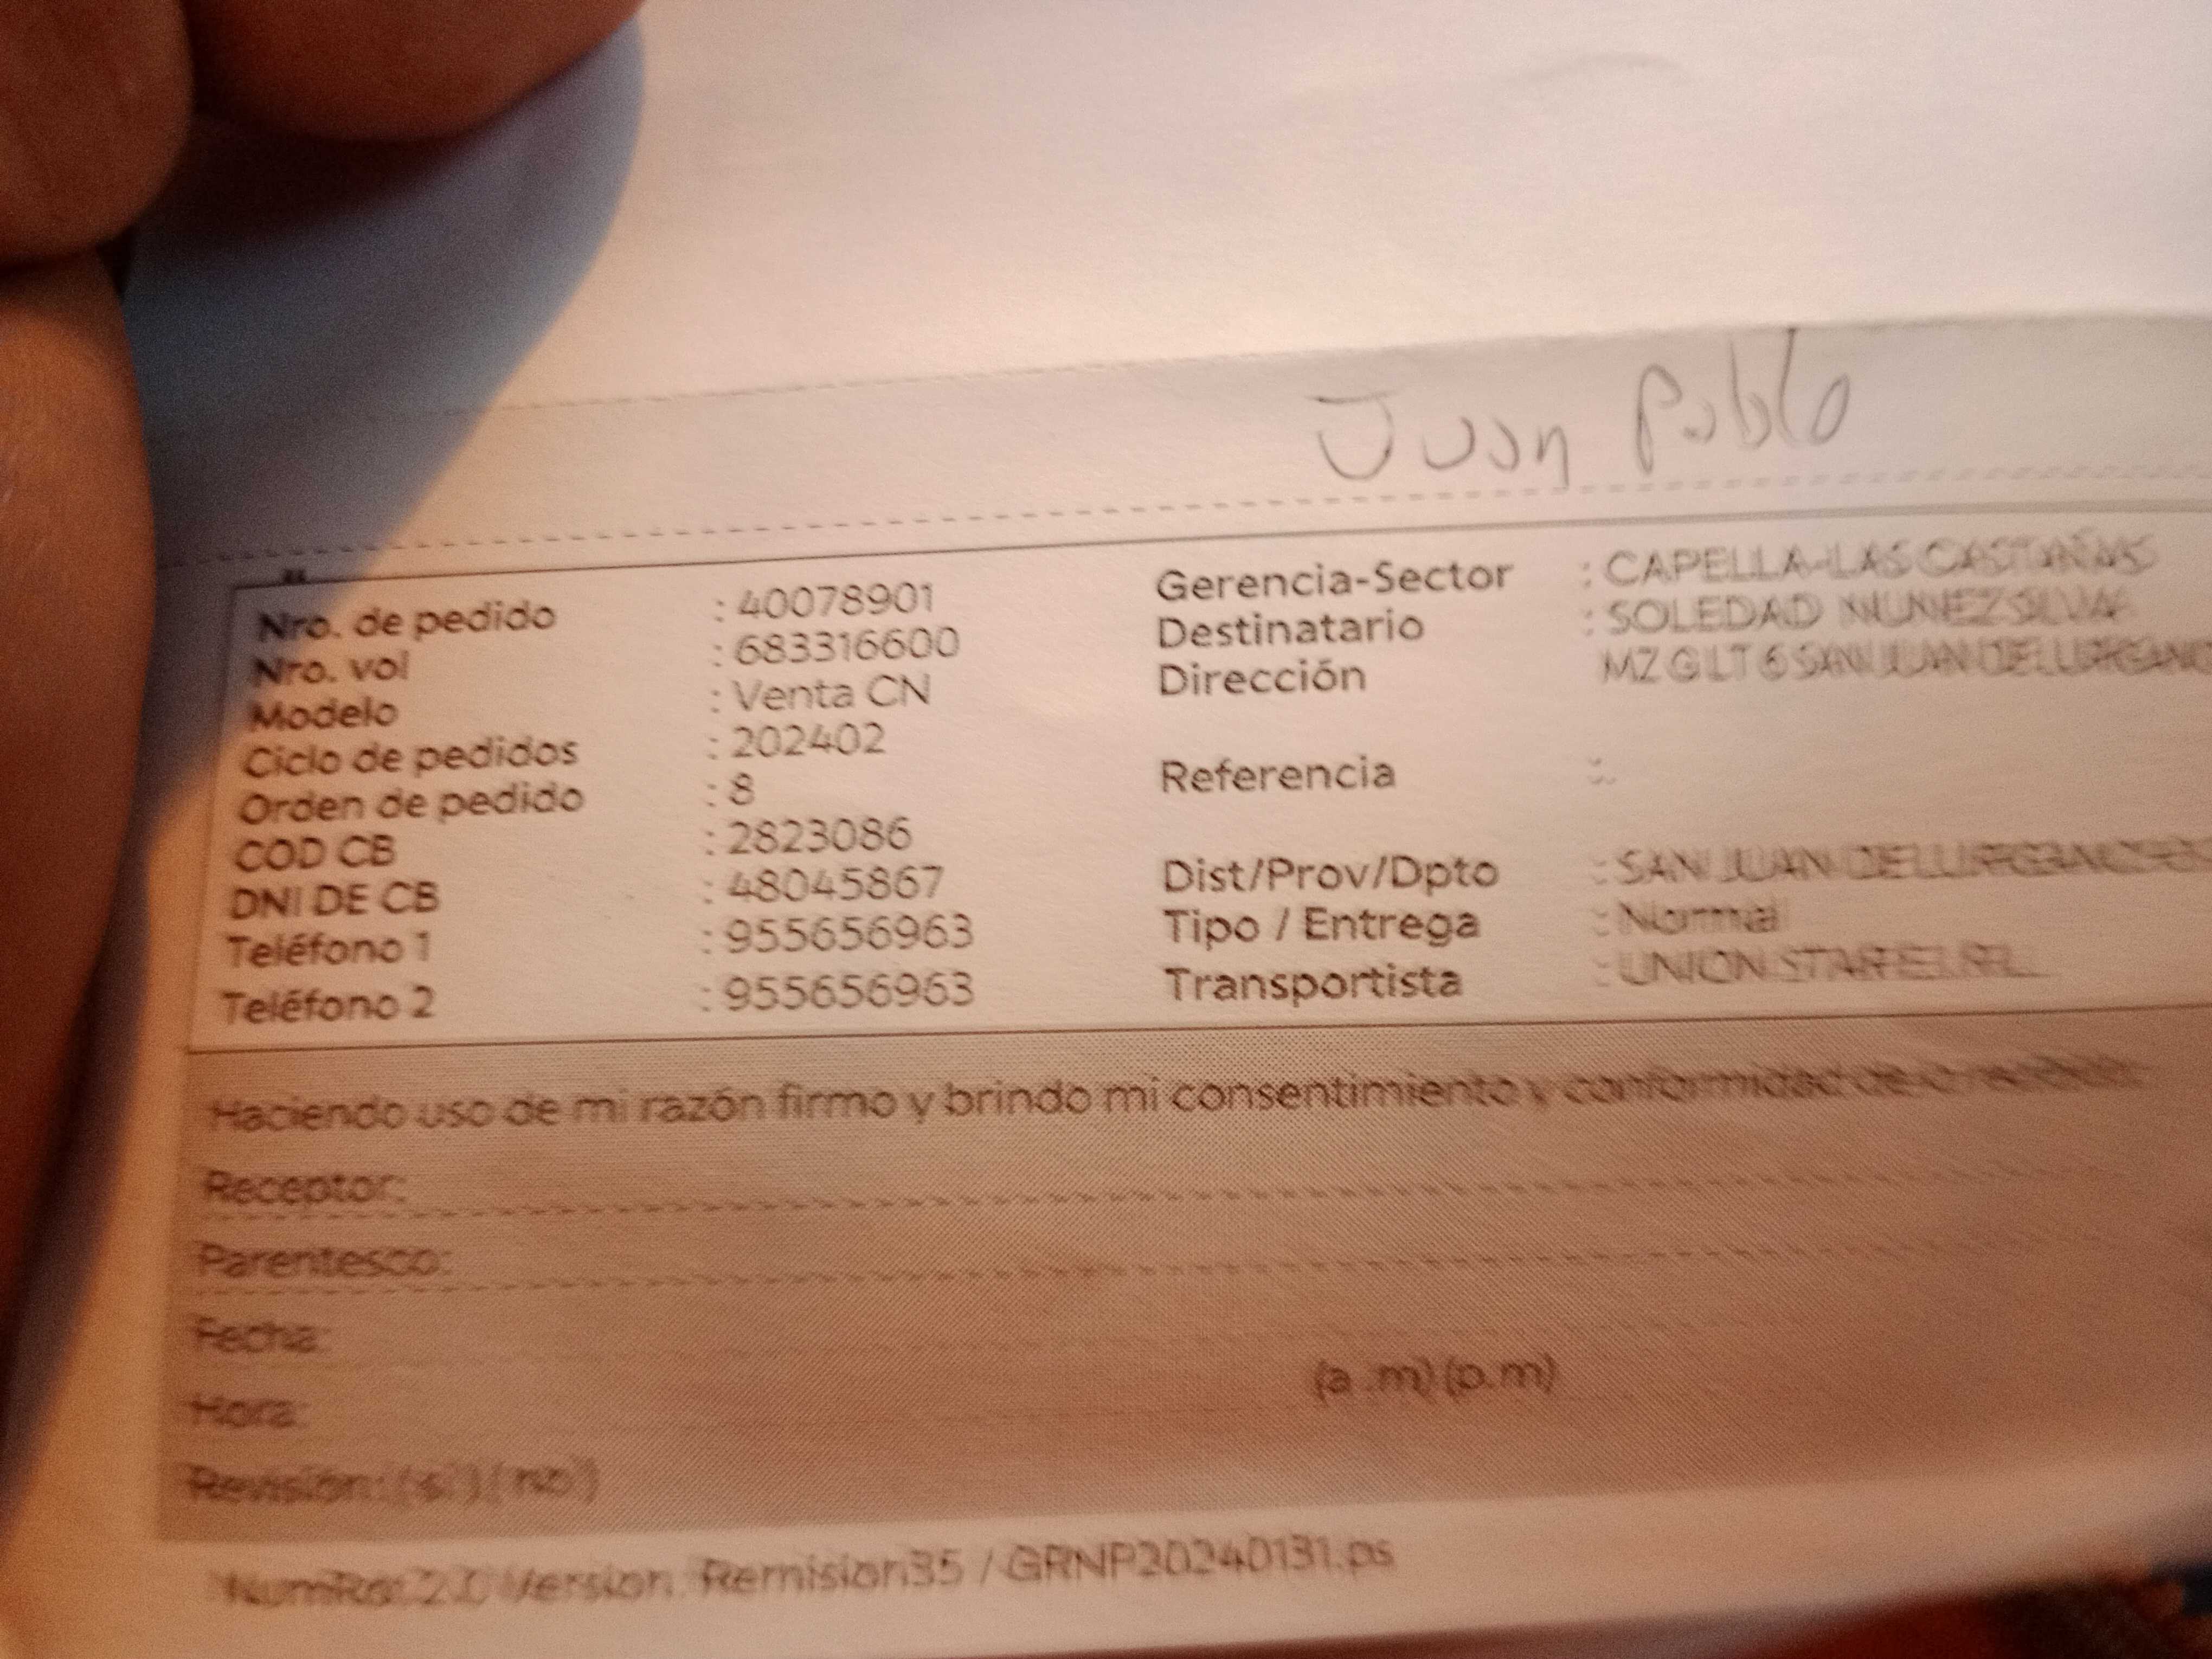 Juan Pablo
Nro. de pedido : 40078901
Nro. vol : 683316600
Modelo : Venta CN
Ciclo de pedidos : 202402
Orden de pedido : 8
COD CB : 2823086
DNI DE CB : 48045867
Teléfono 1 : 955656963
Teléfono 2 : 955656963
Gerencia-Sector : CAPELLA-LAS CASTAÑAS
Destinatario : SOLEDAD NUNEZ SILVA
Dirección MZ G LT 6 SAN JUAN DE LURIGANC
Referencia :
Dist/Prov/Dpto : SAN JUAN DE LURIGANCHO
Tipo / Entrega : Normal
Transportista : UNION STAR E.I.R.L.
Haciendo uso de mi razón firmo y brindo mi consentimiento y conformidad de lo recibido.
Receptor:
Parentesco:
Fecha:
Hora: (a .m) (p.m)
Revisión: ( si ) ( no )
Version Remision35 / GRNP20240131.ps